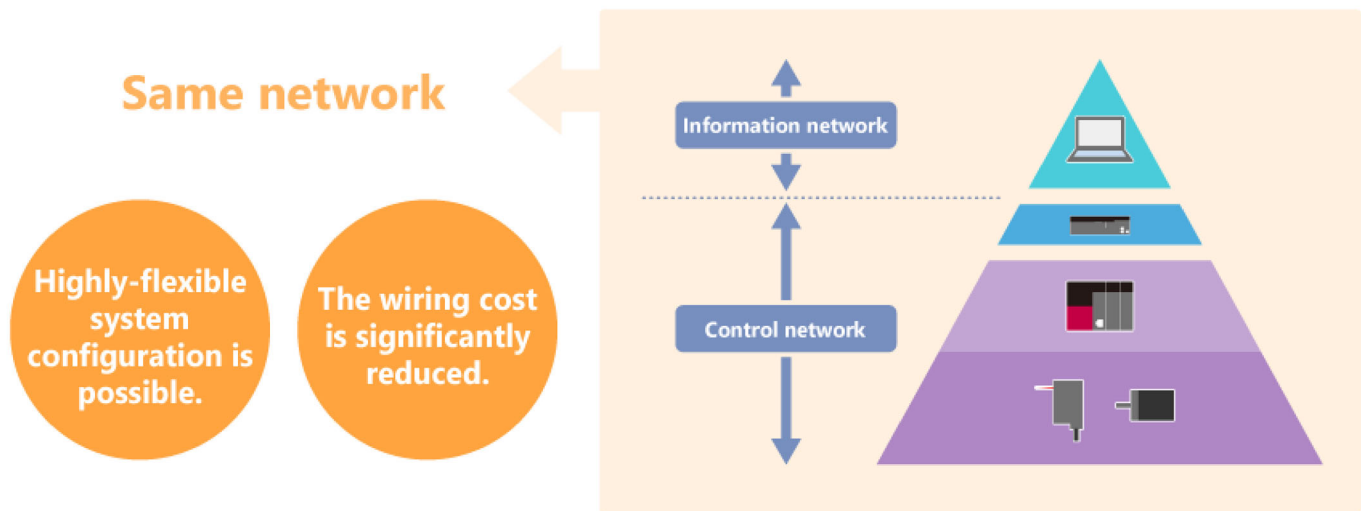 Same network
Highly-flexible
system
configuration is
possible.
The wiring cost
is significantly
reduced.
Information network
Control network